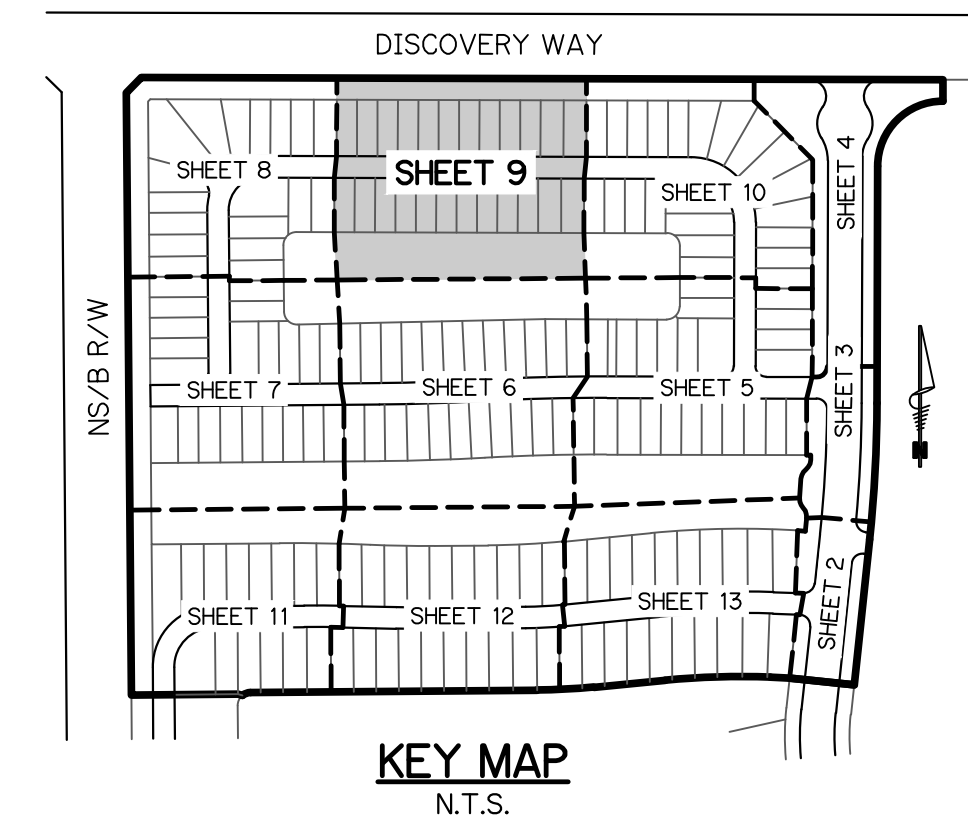 DISCOVERY WAY
SHEET 4
SHEET 8
SHEET 9
SHEET 10
NS/B R/W
SHEET 3
SHEET 7
SHEET 6
SHEET 5
SHEET 2
SHEET 11
SHEET 12
SHEET 13
KEY MAP
N.T.S.